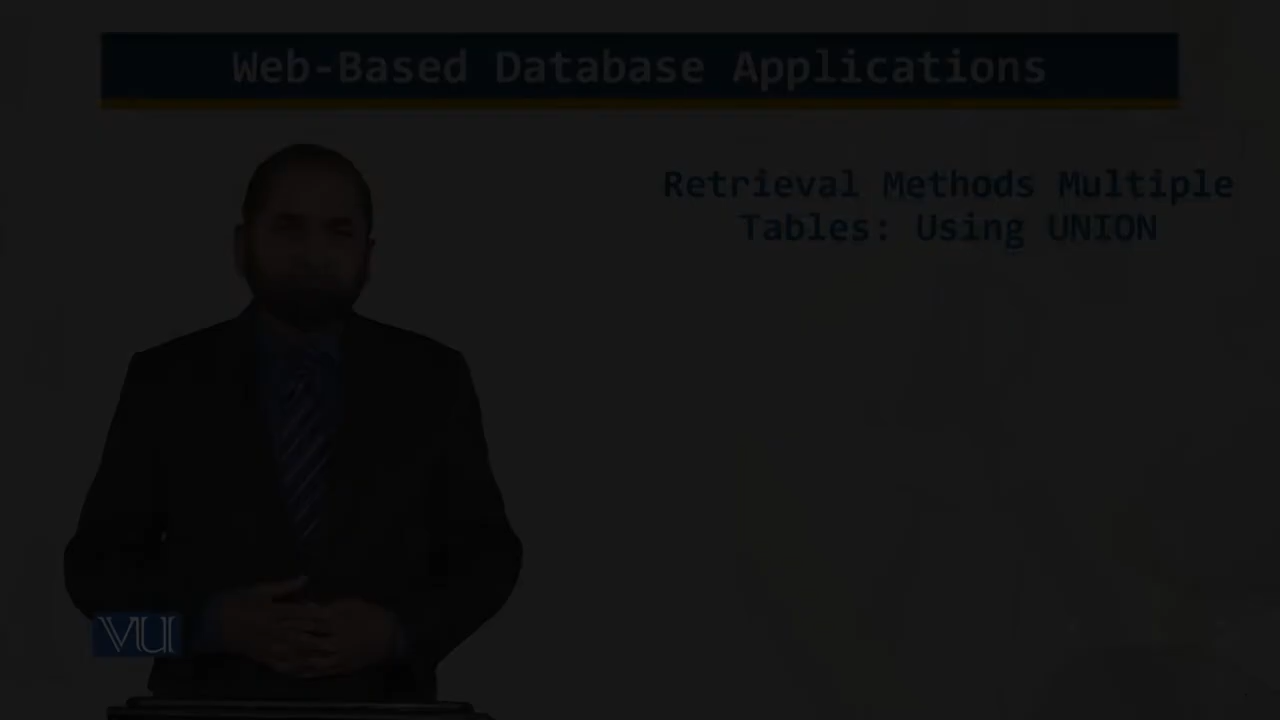 Web-Based Database Applications
Retrieval Methods Multiple
Tables: Using UNION
VU